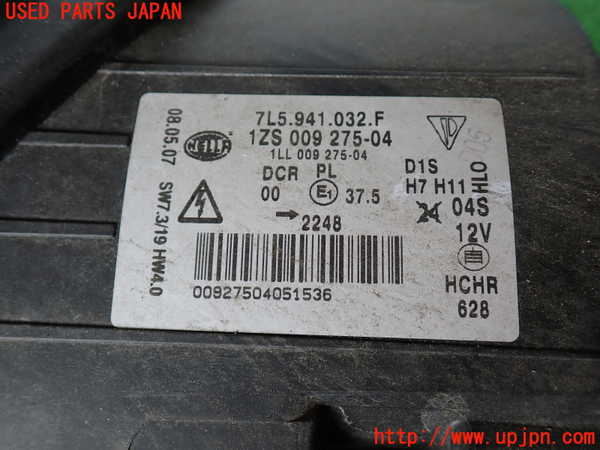 USED PARTS JAPAN
7L5.941.032.F
1ZS 009 275-04
1LL 009 275-04
08.05.07
HELLA
DCR PL
00 E1 37.5
2248
SW7.3/19 HW4.0
00927504051536
D1S
H7 H11
HLO
04S
12V
HCHR
628
URL:http://www.upjpn.com/